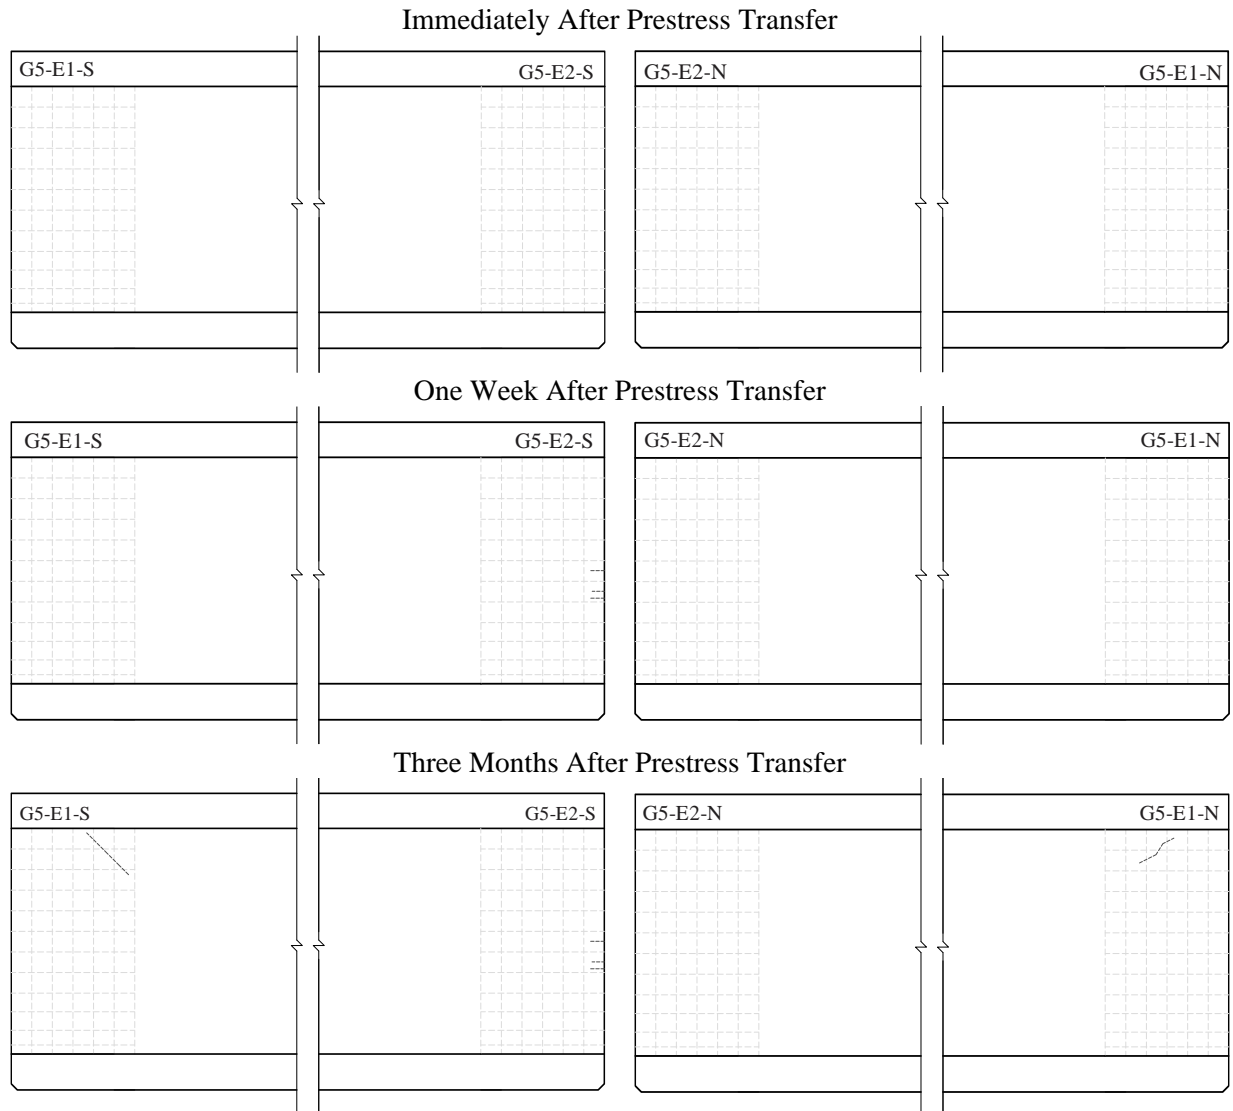 Immediately After Prestress Transfer
G5-E1-S
G5-E2-S
G5-E2-N
G5-E1-N
One Week After Prestress Transfer
G5-E1-S
G5-E2-S
G5-E2-N
G5-E1-N
Three Months After Prestress Transfer
G5-E1-S
G5-E2-S
G5-E2-N
G5-E1-N